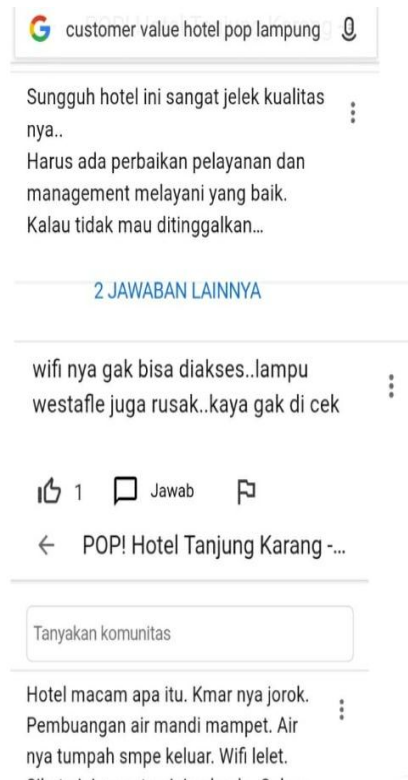 customer value hotel pop lampung
Sungguh hotel ini sangat jelek kualitas
nya..
Harus ada perbaikan pelayanan dan
management melayani yang baik.
Kalau tidak mau ditinggalkan...
2 JAWABAN LAINNYA
wifi nya gak bisa diakses..lampu
westafle juga rusak..kaya gak di cek
1 Jawab
POP! Hotel Tanjung Karang -...
Tanyakan komunitas
Hotel macam apa itu. Kmar nya jorok.
Pembuangan air mandi mampet. Air
nya tumpah smpe keluar. Wifi lelet.